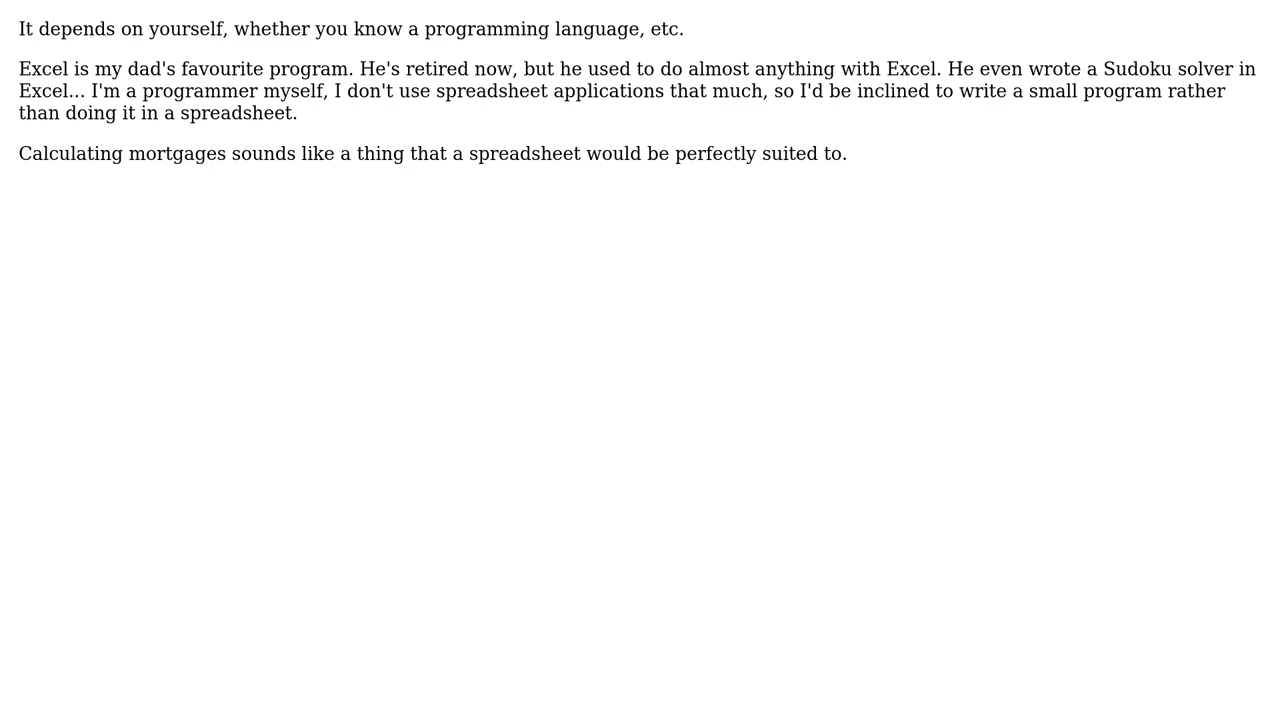 It depends on yourself, whether you know a programming language, etc.
Excel is my dad's favourite program. He's retired now, but he used to do almost anything with Excel. He even wrote a Sudoku solver in
Excel... I'm a programmer myself, I don't use spreadsheet applications that much, so I'd be inclined to write a small program rather
than doing it in a spreadsheet.
Calculating mortgages sounds like a thing that a spreadsheet would be perfectly suited to.